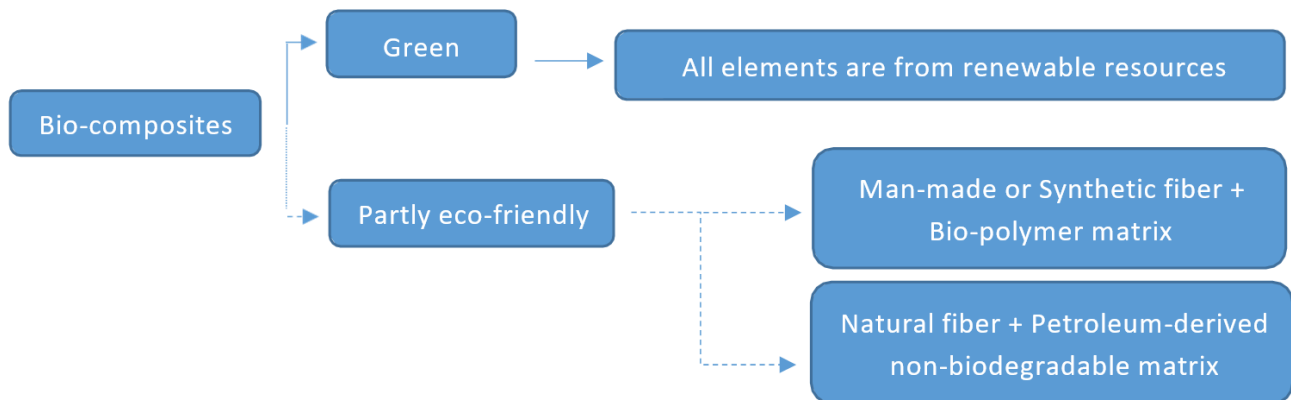 Green
All elements are from renewable resources
Bio-composites
Partly eco-friendly
Man-made or Synthetic fiber +
Bio-polymer matrix
Natural fiber + Petroleum-derived
non-biodegradable matrix